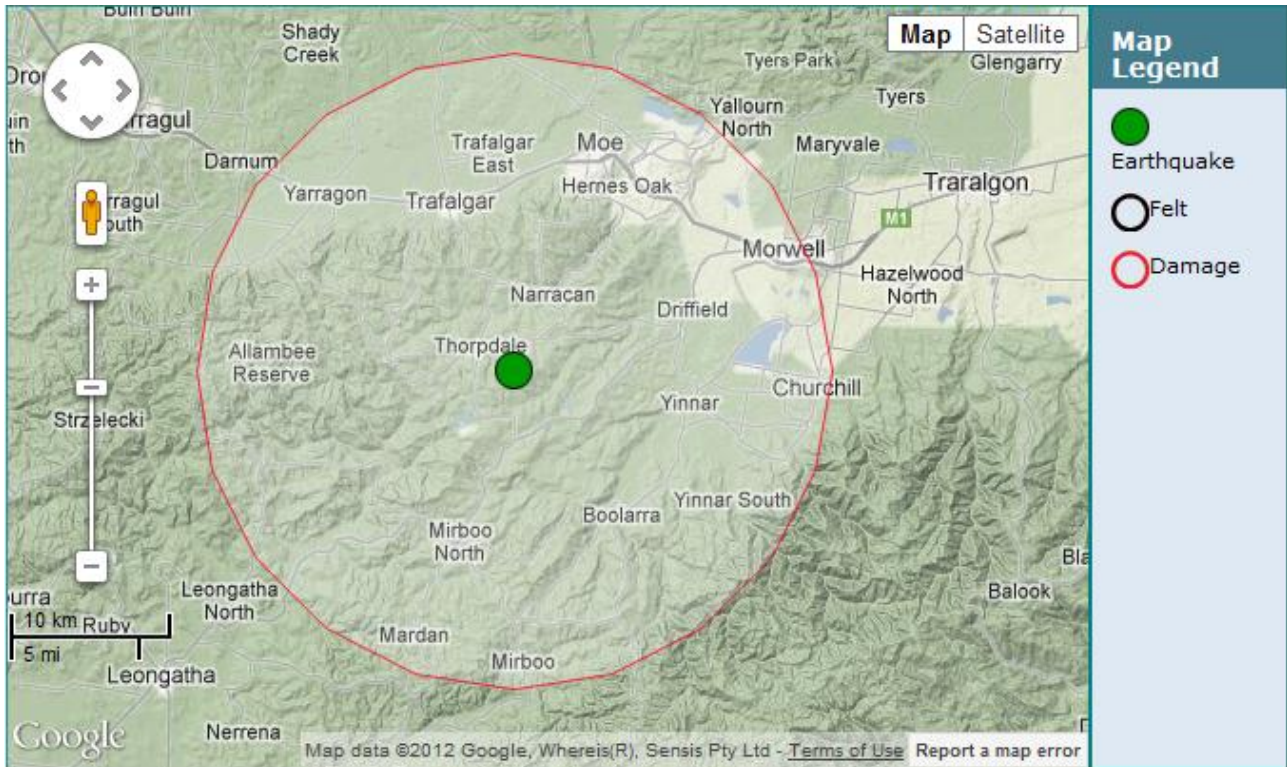 Buln Buln
Shady
Creek
Map Satellite
Tyers Park
Glengarry
Tyers
Yallourn
North
Maryvale
Moe
Trafalgar
East
Darnum
Hernes Oak
Traralgon
Yarragon
Trafalgar
M1
Morwell
Hazelwood
North
Narracan
Driffield
Thorpdale
Allambee
Reserve
Churchill
Yinnar
Strzelecki
Yinnar South
Boolarra
Mirboo
North
Leongatha
North
Balook
10 km
Ruby
5 mi
Mardan
Mirboo
Leongatha
Nerrena
Google
Map data ©2012 Google, Whereis(R), Sensis Pty Ltd - Terms of Use
Report a map error
Map
Legend
Earthquake
Felt
Damage